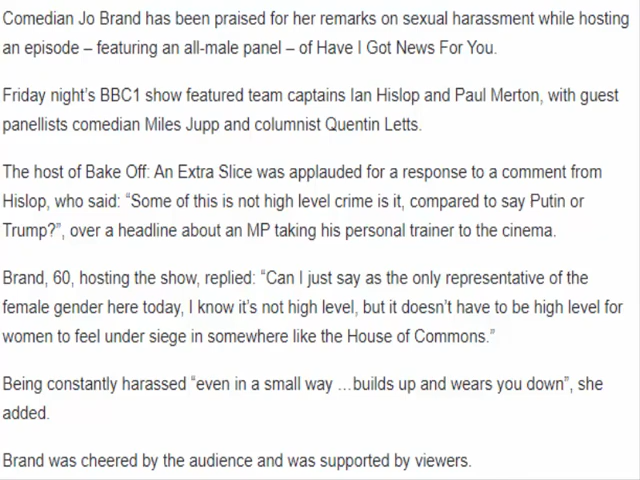 Comedian Jo Brand has been praised for her remarks on sexual harassment while hosting
an episode – featuring an all-male panel – of Have I Got News For You.
Friday night's BBC1 show featured team captains Ian Hislop and Paul Merton, with guest
panellists comedian Miles Jupp and columnist Quentin Letts.
The host of Bake Off: An Extra Slice was applauded for a response to a comment from
Hislop, who said: “Some of this is not high level crime is it, compared to say Putin or
Trump?”, over a headline about an MP taking his personal trainer to the cinema.
Brand, 60, hosting the show, replied: “Can I just say as the only representative of the
female gender here today, I know it's not high level, but it doesn't have to be high level for
women to feel under siege in somewhere like the House of Commons.”
Being constantly harassed “even in a small way …builds up and wears you down”, she
added.
Brand was cheered by the audience and was supported by viewers.